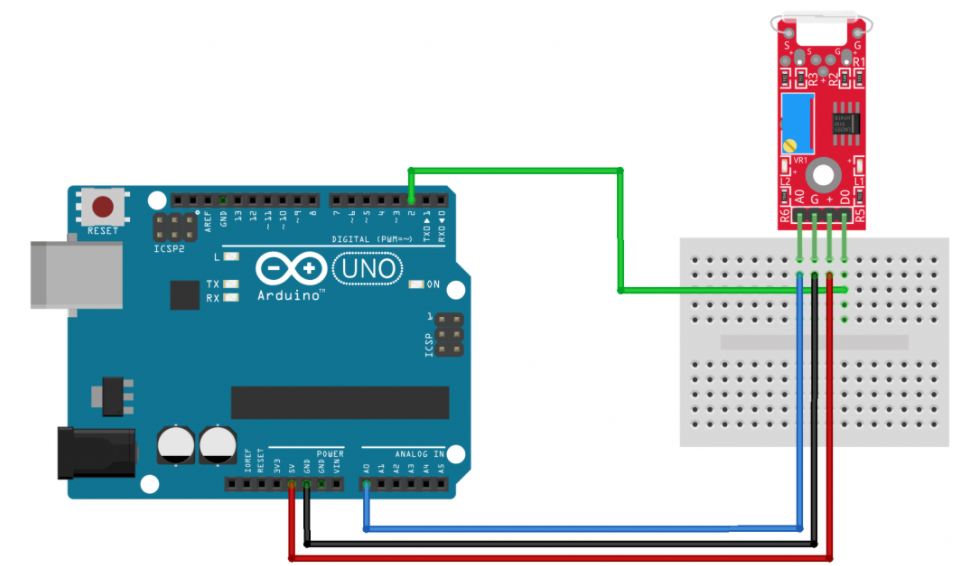 S G
S G
R3 R2 R1
+
VR1
L2 L1
R6 A0 G + D0 R5
RESET
ICSP2
AREF
GND
13
12
~11
~10
~9
8
7
~6
~5
4
~3
2
TXD▶1
RXD◀0
DIGITAL (PWM=~)
L
TX
RX
UNO
Arduino™
ON
1
ICSP
POWER
ANALOG IN
IOREF
RESET
3V3
5V
GND
GND
VIN
A0
A1
A2
A3
A4
A5